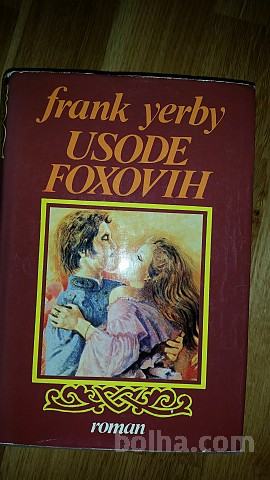 frank yerby
USODE
FOXOVIH
roman
bolha.com